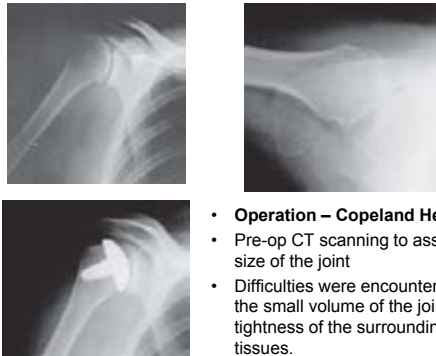 • Operation – Copeland He
• Pre-op CT scanning to ass
size of the joint
• Difficulties were encounter
the small volume of the joi
tightness of the surroundin
tissues.